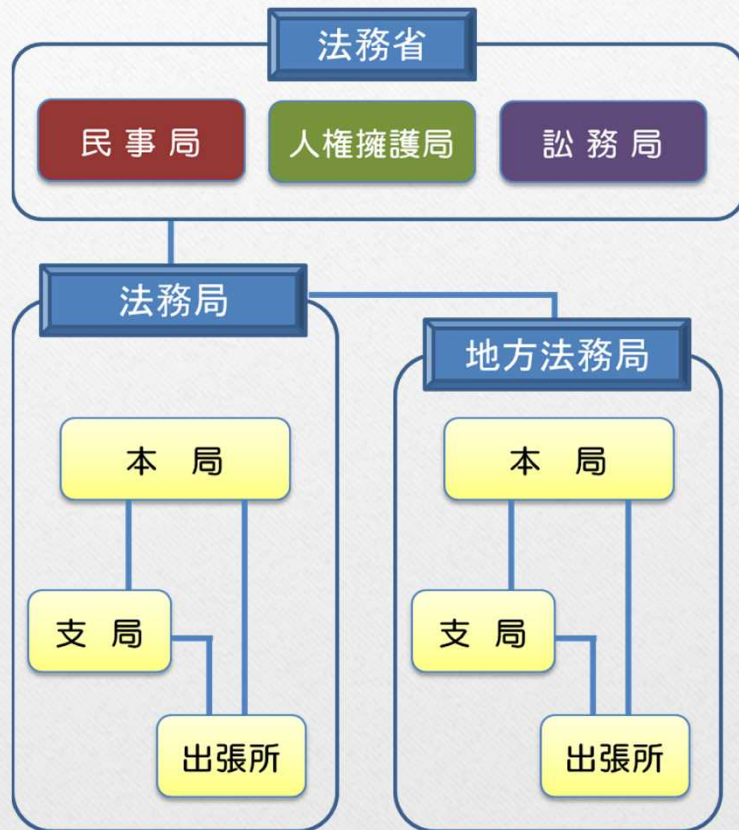 法務省
民事局
人権擁護局
訟務局
法務局
地方法務局
本局
支局
出張所
本局
支局
出張所